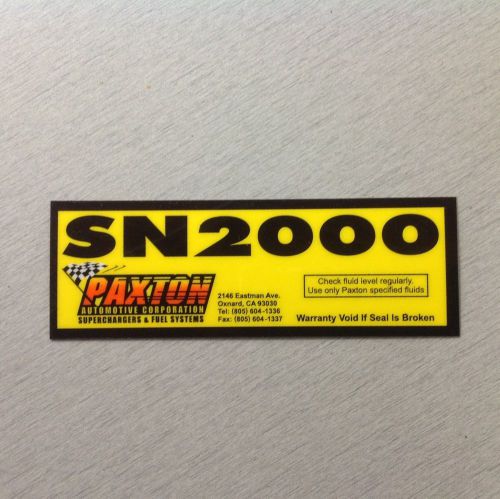 SN2000
PAXTON
AUTOMOTIVE CORPORATION
SUPERCHARGERS & FUEL SYSTEMS
2146 Eastman Ave.
Oxnard, CA 93030
Tel: (805) 604-1336
Fax: (805) 604-1337
Check fluid level regularly.
Use only Paxton specified fluids
Warranty Void If Seal Is Broken